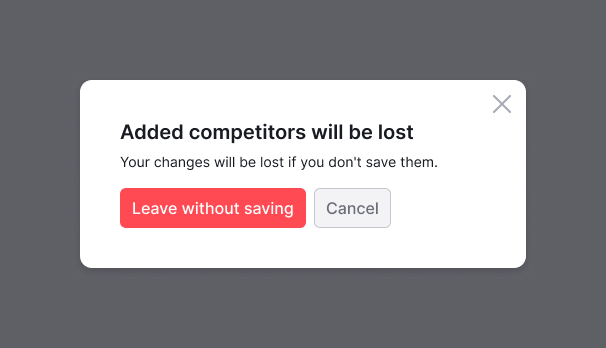 Added competitors will be lost
Your changes will be lost if you don't save them.
Leave without saving
Cancel